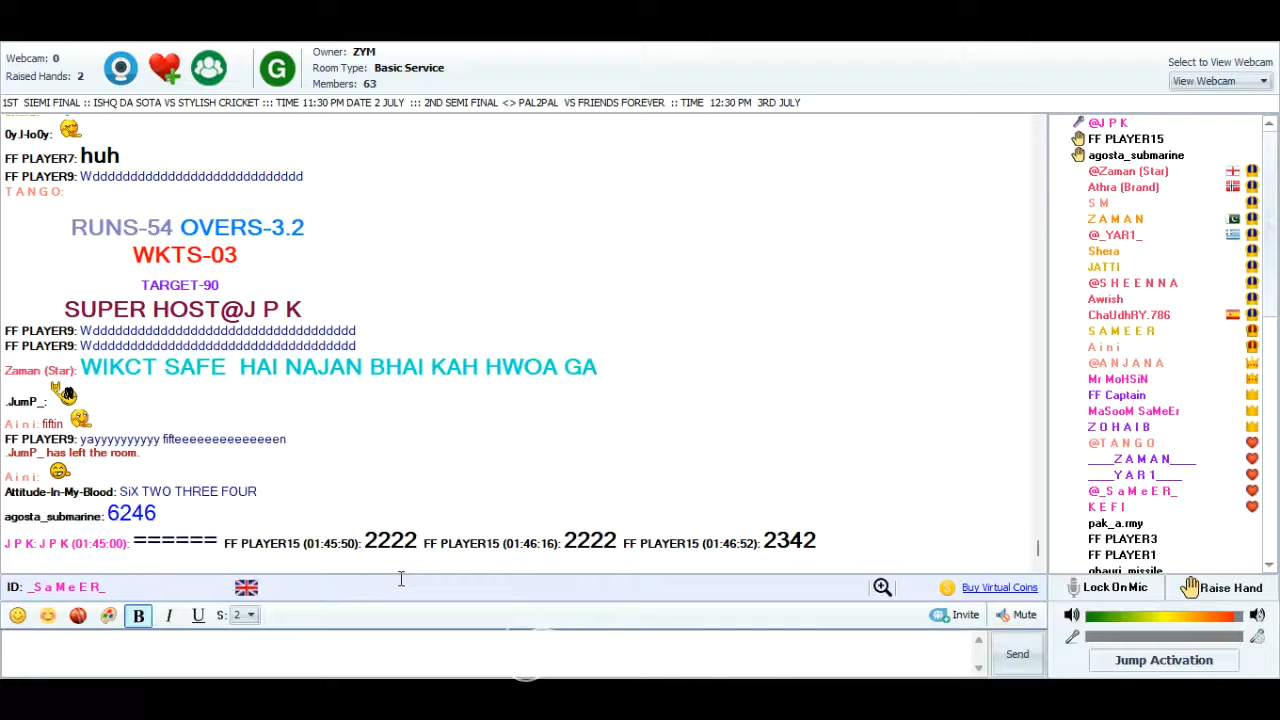 Webcam: 0
Raised Hands: 2
G
Owner: ZYM
Room Type: Basic Service
Members: 63
Select to View Webcam
View Webcam
1ST SIEMI FINAL :: ISHQ DA SOTA VS STYLISH CRICKET ::: TIME 11:30 PM DATE 2 JULY ::: 2ND SEMI FINAL <> PAL2PAL VS FRIENDS FOREVER :: TIME 12:30 PM 3RD JULY
FF PLAYER7: huh
FF PLAYER9: Wdddddddddddddddddddddddddddd
T A N G O:
RUNS-54 OVERS-3.2
WKTS-03
TARGET-90
SUPER HOST@J P K
FF PLAYER9: Wddddddddddddddddddddddddddddddddddd
FF PLAYER9: Wddddddddddddddddddddddddddddddddddd
Zaman (Star): WIKCT SAFE HAI NAJAN BHAI KAH HWOA GA
.JumP_:
A i n i: fiftin
FF PLAYER9: yayyyyyyyyyy fifteeeeeeeeeeeeen
.JumP_ has left the room.
A i n i:
Attitude-In-My-Blood: SiX TWO THREE FOUR
agosta_submarine: 6246
J P K: J P K (01:45:00): ====== FF PLAYER15 (01:45:50): 2222 FF PLAYER15 (01:46:16): 2222 FF PLAYER15 (01:46:52): 2342
@J P K
FF PLAYER15
agosta_submarine
@Zaman (Star)
Athra (Brand)
S M
Z A M A N
@_YAR1_
Shera
JATTI
@S H E E N N A
Awrish
ChaUdhRY.786
S A M E E R
A i n i
@A N J A N A
Mr MoHSiN
FF Captain
MaSooM SaMeEr
Z O H A I B
@T A N G O
____Z A M A N____
____Y A R 1____
@_S a M e E R_
K E F I
pak_a.rmy
FF PLAYER3
FF PLAYER1
ghauri_missile
ID: _S a M e E R_
Buy Virtual Coins
Lock On Mic
Raise Hand
B I U S: 2
Invite
Mute
Send
Jump Activation